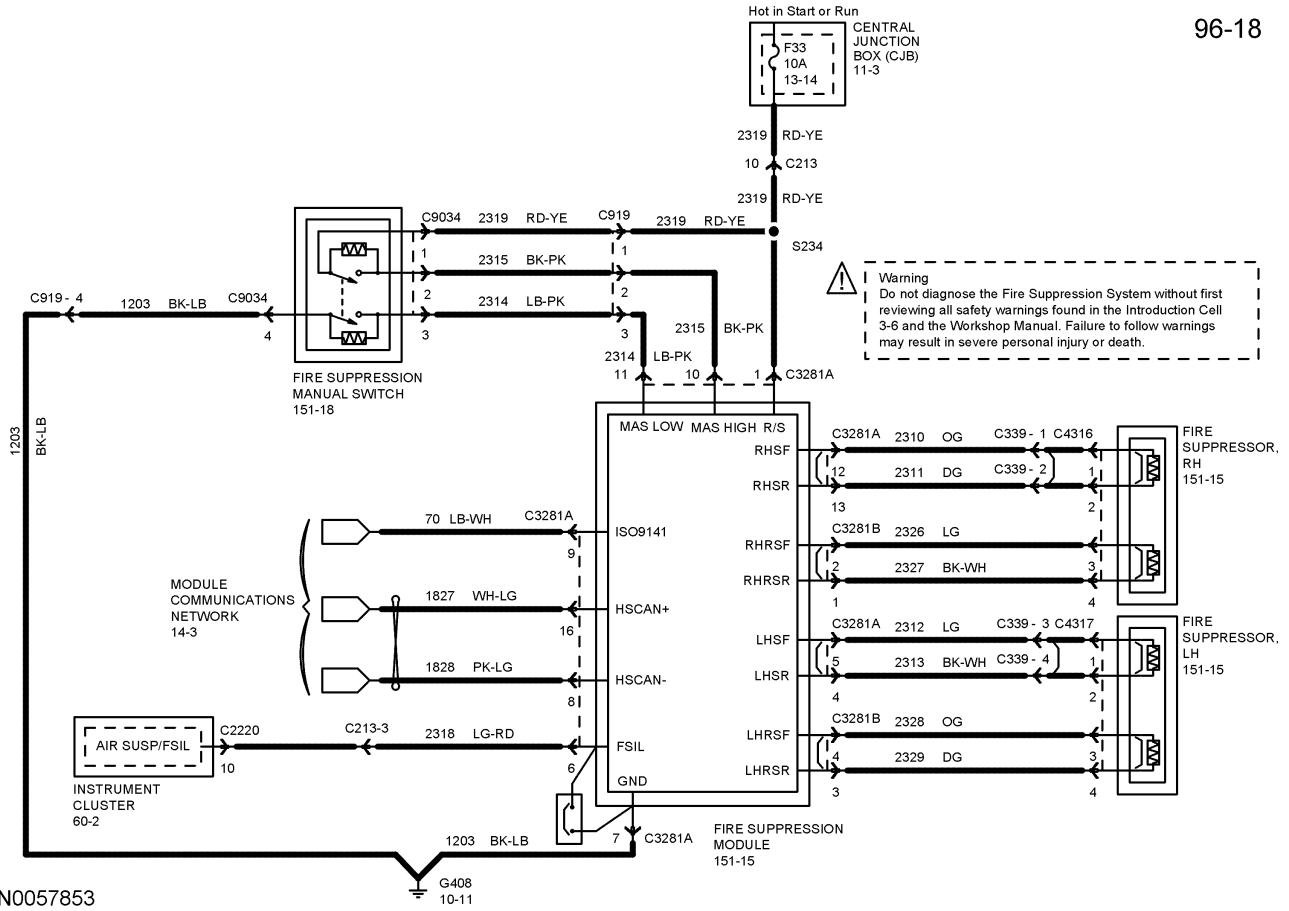 Hot in Start or Run
96-18
CENTRAL
JUNCTION
BOX (CJB)
11-3
F33
10A
13-14
2319 RD-YE
10 C213
2319 RD-YE
S234
C9034 2319 RD-YE C919 2319 RD-YE
1 1
2315 BK-PK
2 2
2314 LB-PK
3 3
C919 - 4 1203 BK-LB C9034
4
2315 BK-PK
2314 LB-PK
11 10 1 C3281A
FIRE SUPPRESSION
MANUAL SWITCH
151-18
Warning
Do not diagnose the Fire Suppression System without first
reviewing all safety warnings found in the Introduction Cell
3-6 and the Workshop Manual. Failure to follow warnings
may result in severe personal injury or death.
1203 BK-LB
MAS LOW MAS HIGH R/S
RHSF C3281A 2310 OG C339 - 1 C4316
12 2311 DG C339 - 2 1
RHSR
13 2
FIRE
SUPPRESSOR,
RH
151-15
C3281B 2326 LG
RHRSF
2 2327 BK-WH 3
RHRSR
1 4
C3281A 2312 LG C339 - 3 C4317
LHSF
5 2313 BK-WH C339 - 4 1
LHSR
4 2
FIRE
SUPPRESSOR,
LH
151-15
C3281B 2328 OG
LHRSF
4 2329 DG 3
LHRSR
3 4
70 LB-WH C3281A
ISO9141
9
MODULE
COMMUNICATIONS
NETWORK
14-3
1827 WH-LG
HSCAN+
16
1828 PK-LG
HSCAN-
8
AIR SUSP/FSIL
C2220 C213-3 2318 LG-RD
FSIL
10 6
INSTRUMENT
CLUSTER
60-2
GND
7 C3281A
FIRE SUPPRESSION
MODULE
151-15
1203 BK-LB
G408
10-11
N0057853